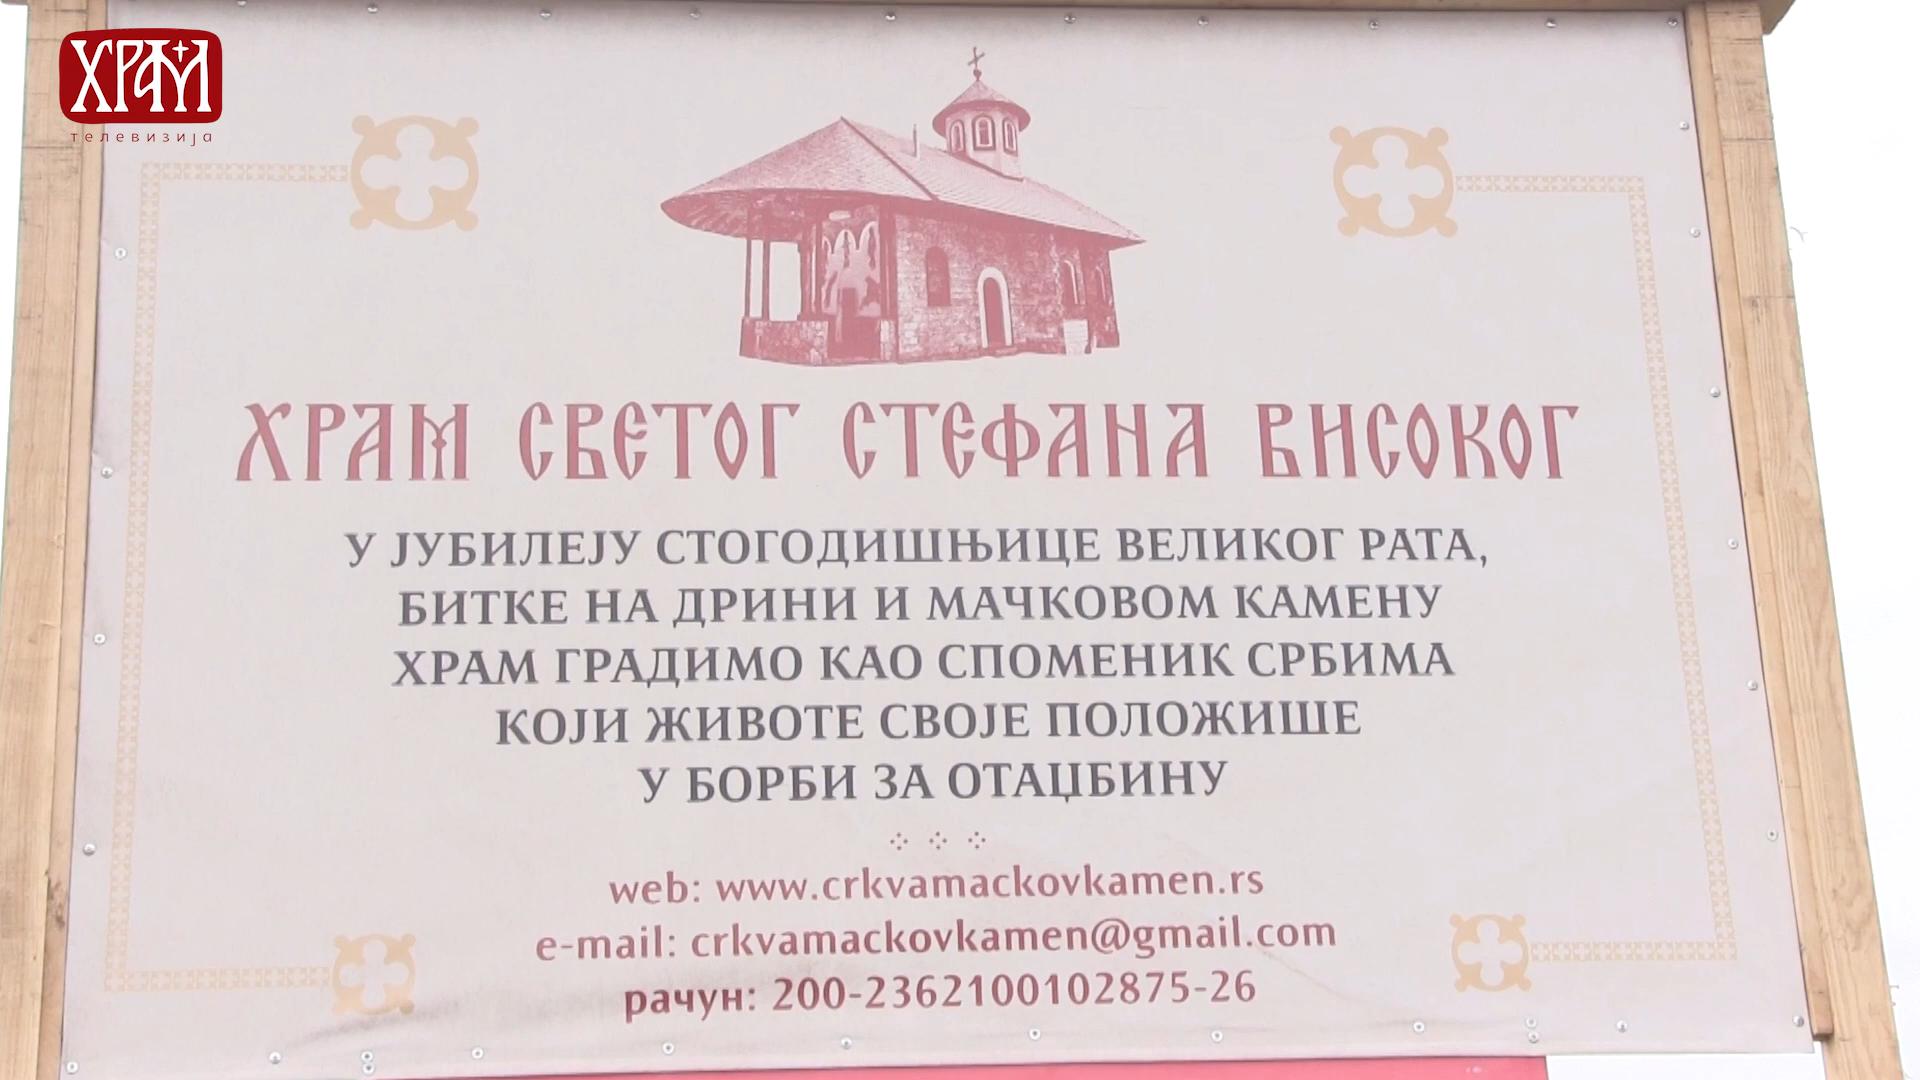 ХРАМ
телевизија
ХРАМ СВЕТОГ СТЕФАНА ВИСОКОГ
У ЈУБИЛЕЈУ СТОГОДИШЊИЦЕ ВЕЛИКОГ РАТА,
БИТКЕ НА ДРИНИ И МАЧКОВОМ КАМЕНУ
ХРАМ ГРАДИМО КАО СПОМЕНИК СРБИМА
КОЈИ ЖИВОТЕ СВОЈЕ ПОЛОЖИШЕ
У БОРБИ ЗА ОТАЏБИНУ
web: www.crkvamackovkamen.rs
e-mail: crkvamackovkamen@gmail.com
рачун: 200-2362100102875-26